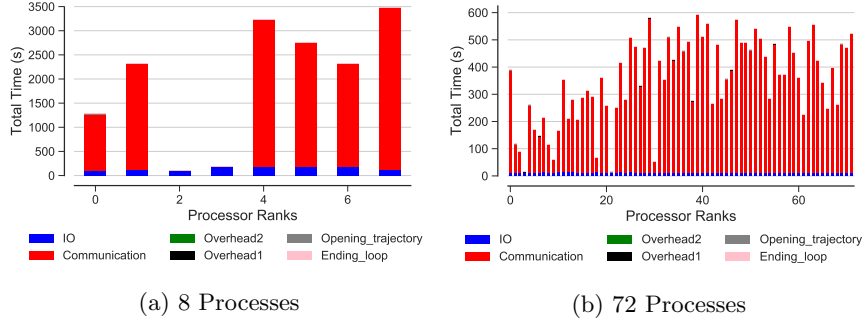 3500
3000
2500
2000
1500
1000
500
0
Total Time (s)
0 2 4 6
Processor Ranks
IO Overhead2 Opening_trajectory
Communication Overhead1 Ending_loop
(a) 8 Processes
600
500
400
300
200
100
0
Total Time (s)
0 20 40 60
Processor Ranks
IO Overhead2 Opening_trajectory
Communication Overhead1 Ending_loop
(b) 72 Processes